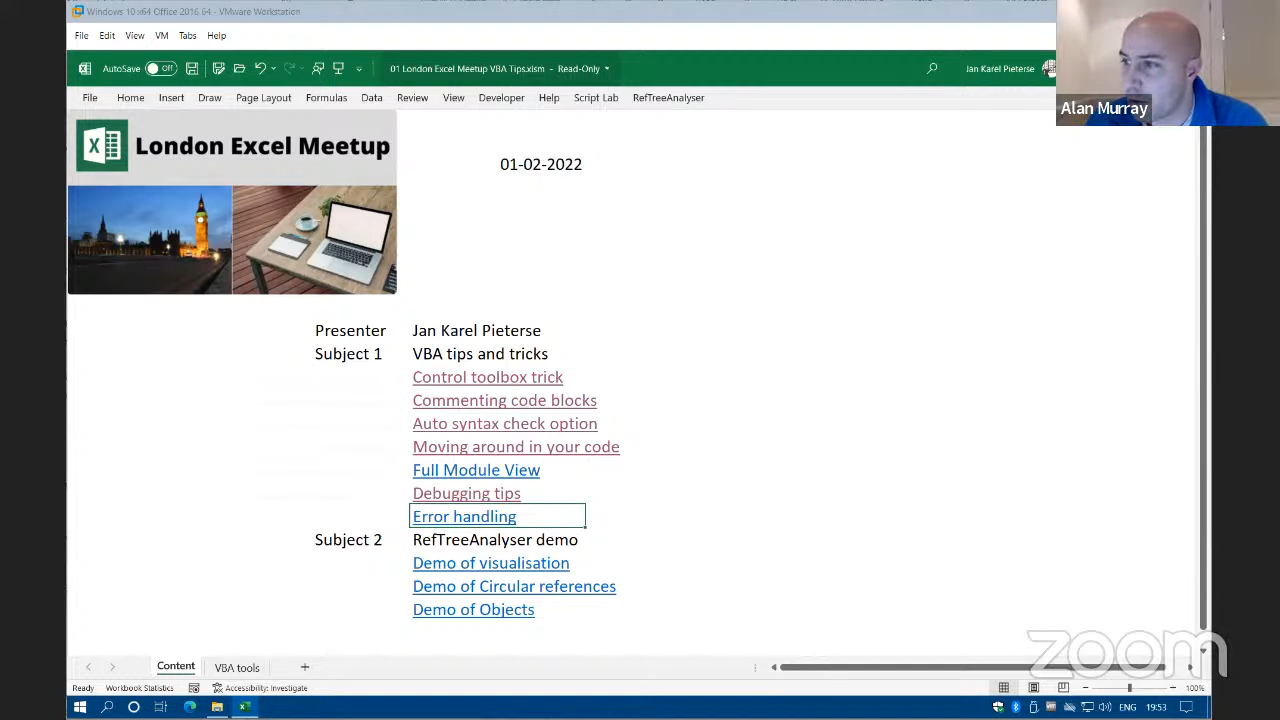 Windows 10 x64 Office 2016 64 - VMware Workstation
File Edit View VM Tabs Help
AutoSave Off 01 London Excel Meetup VBA Tips.xlsm - Read-Only Jan Karel Pieterse
File Home Insert Draw Page Layout Formulas Data Review View Developer Help Script Lab RefTreeAnalyser
Alan Murray
London Excel Meetup
01-02-2022
Presenter Jan Karel Pieterse
Subject 1 VBA tips and tricks
Control toolbox trick
Commenting code blocks
Auto syntax check option
Moving around in your code
Full Module View
Debugging tips
Error handling
Subject 2 RefTreeAnalyser demo
Demo of visualisation
Demo of Circular references
Demo of Objects
zoom
Content VBA tools
Ready Workbook Statistics Accessibility: Investigate 100%
ENG 19:53